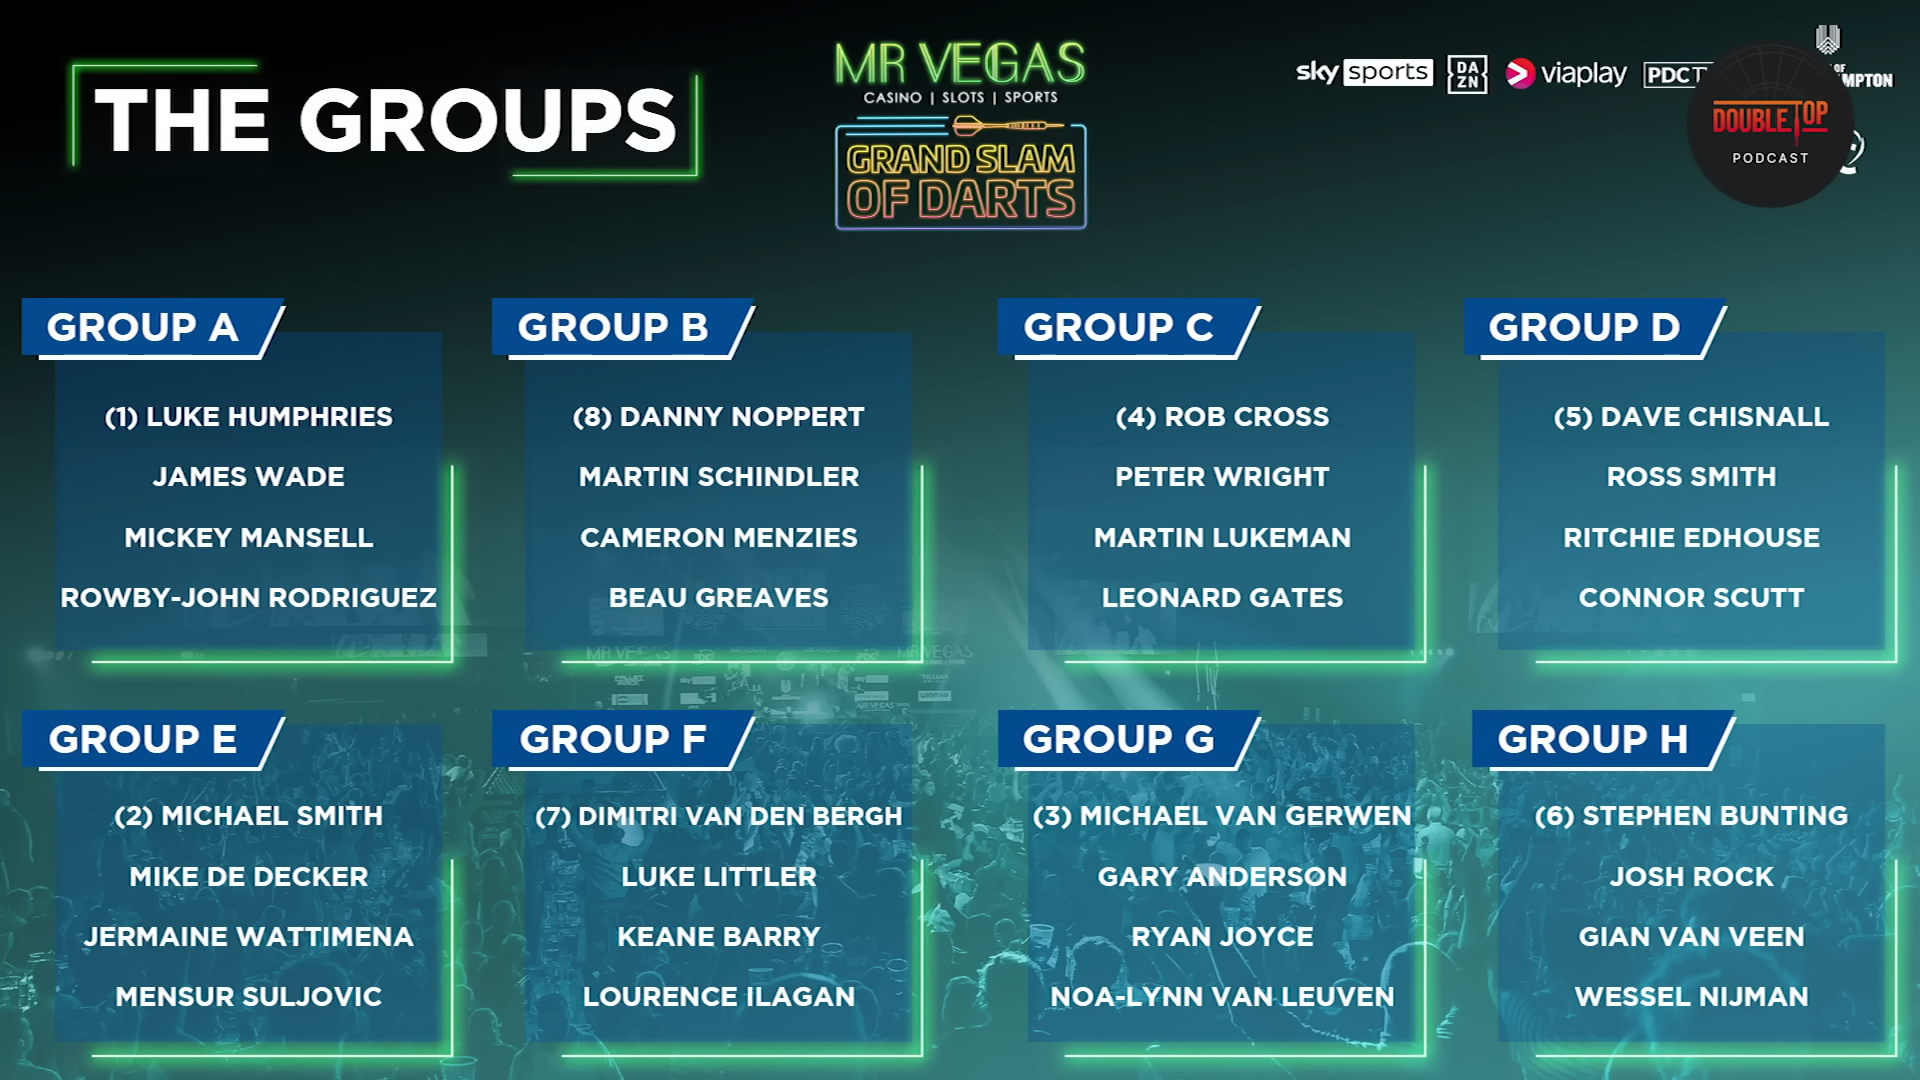 THE GROUPS
MR VEGAS
CASINO | SLOTS | SPORTS
GRAND SLAM
OF DARTS
sky sports
DAZN
viaplay
PDCT
OF
MPTON
DOUBLE TOP
PODCAST
GROUP A
(1) LUKE HUMPHRIES
JAMES WADE
MICKEY MANSELL
ROWBY-JOHN RODRIGUEZ
GROUP B
(8) DANNY NOPPERT
MARTIN SCHINDLER
CAMERON MENZIES
BEAU GREAVES
GROUP C
(4) ROB CROSS
PETER WRIGHT
MARTIN LUKEMAN
LEONARD GATES
GROUP D
(5) DAVE CHISNALL
ROSS SMITH
RITCHIE EDHOUSE
CONNOR SCUTT
GROUP E
(2) MICHAEL SMITH
MIKE DE DECKER
JERMAINE WATTIMENA
MENSUR SULJOVIC
GROUP F
(7) DIMITRI VAN DEN BERGH
LUKE LITTLER
KEANE BARRY
LOURENCE ILAGAN
GROUP G
(3) MICHAEL VAN GERWEN
GARY ANDERSON
RYAN JOYCE
NOA-LYNN VAN LEUVEN
GROUP H
(6) STEPHEN BUNTING
JOSH ROCK
GIAN VAN VEEN
WESSEL NIJMAN